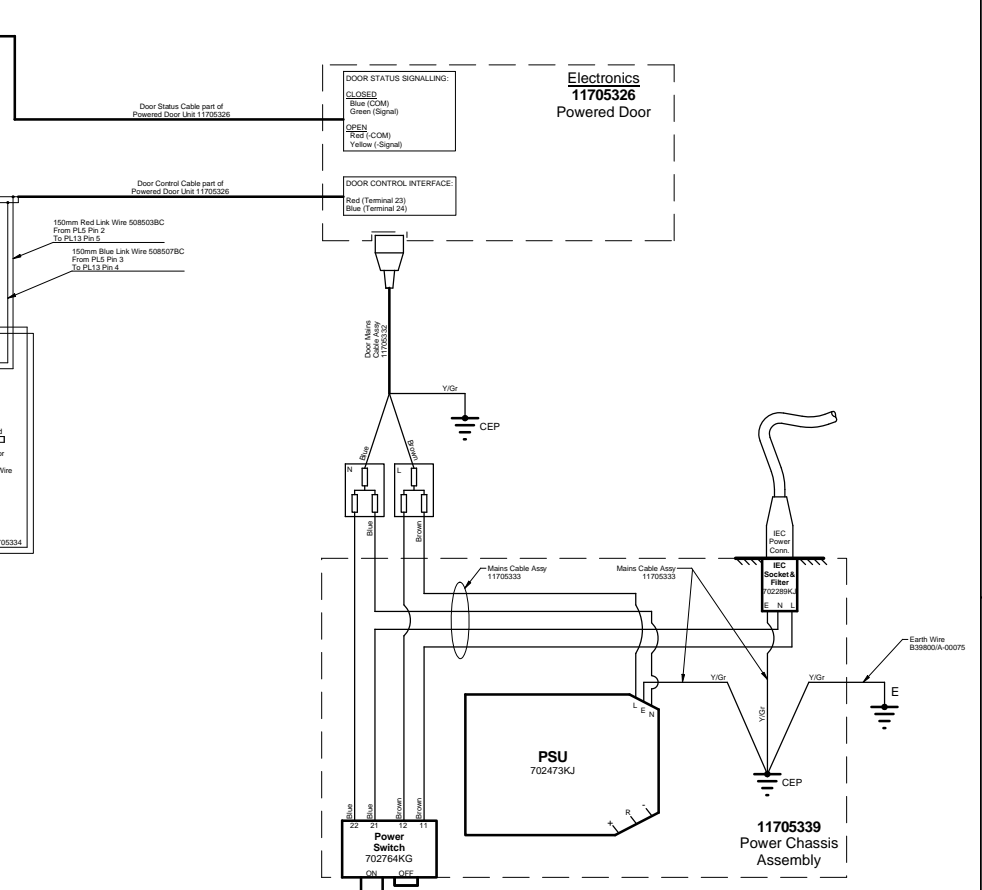 DOOR STATUS SIGNALLING:
CLOSED
Blue (COM)
Green (Signal)
OPEN
Red (-COM)
Yellow (-Signal)
Electronics
11705326
Powered Door
Door Status Cable part of
Powered Door Unit 11705326
Door Control Cable part of
Powered Door Unit 11705326
DOOR CONTROL INTERFACE:
Red (Terminal 23)
Blue (Terminal 24)
150mm Red Link Wire 508503BC
From PL5 Pin 2
To PL13 Pin 5
150mm Blue Link Wire 508507BC
From PL5 Pin 3
To PL13 Pin 4
Door Mains
Cable Assy
11705332
Y/Gr
CEP
Blue
Brown
N
L
Blue
Brown
Wire
05334
IEC
Power
Conn.
IEC
Socket &
Filter
702289KJ
E N L
Mains Cable Assy
11705333
Mains Cable Assy
11705333
Earth Wire
B39800/A-00075
Y/Gr
Y/Gr
Y/Gr
E
L
E
N
PSU
702473KJ
+
R
-
CEP
11705339
Power Chassis
Assembly
Blue
Blue
Brown
Brown
22 21 12 11
Power
Switch
702764KG
ON OFF